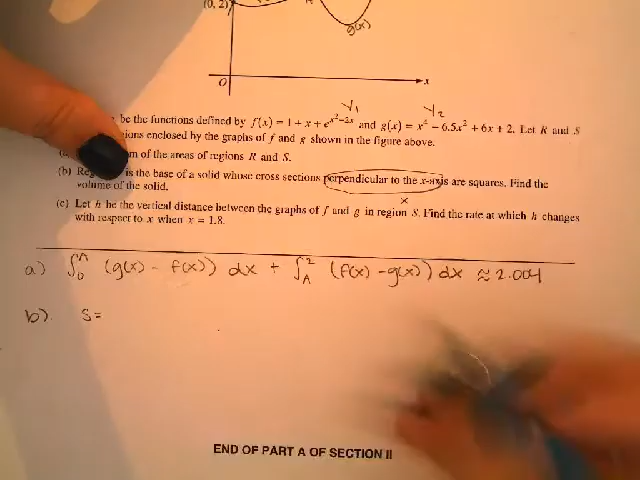 (0, 2)
g(x)
x
O
y₁ y₂
be the functions defined by f(x) = 1 + x + e^{x²−2x} and g(x) = x⁴ − 6.5x² + 6x + 2. Let R and S
enclosed by the graphs of f and g shown in the figure above.
of the areas of regions R and S.
(b) is the base of a solid whose cross sections perpendicular to the x-axis are squares. Find the
volume of the solid.
x
(c) Let h be the vertical distance between the graphs of f and g in region S. Find the rate at which h changes
with respect to x when x = 1.8.
a) ∫₀^A (g(x) − f(x)) dx + ∫_A^2 (f(x) − g(x)) dx ≈ 2.004
b). S=
END OF PART A OF SECTION II